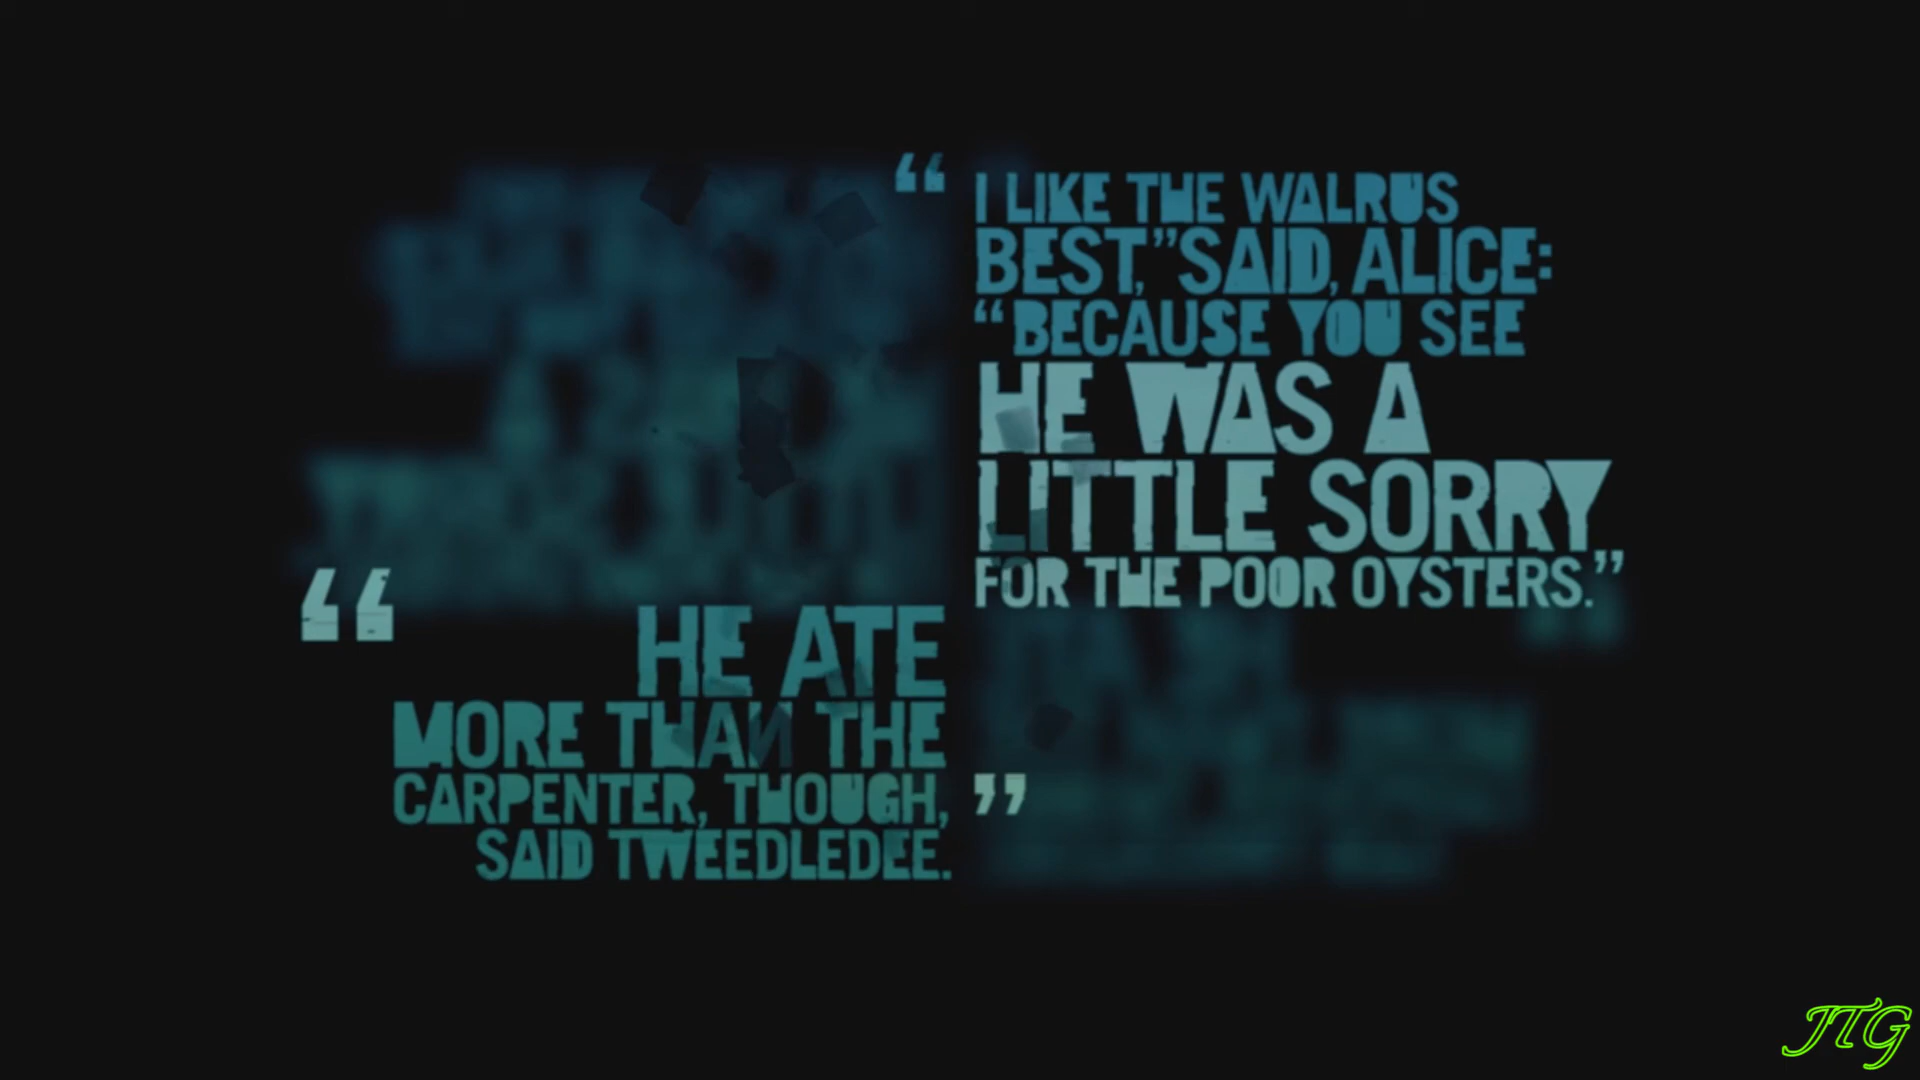 “ I LIKE THE WALRUS
BEST,”SAID, ALICE:
“BECAUSE YOU SEE
HE WAS A
LITTLE SORRY
FOR THE POOR OYSTERS.”
“ HE ATE
MORE THAN THE
CARPENTER, THOUGH, ”
SAID TWEEDLEDEE.
JTG